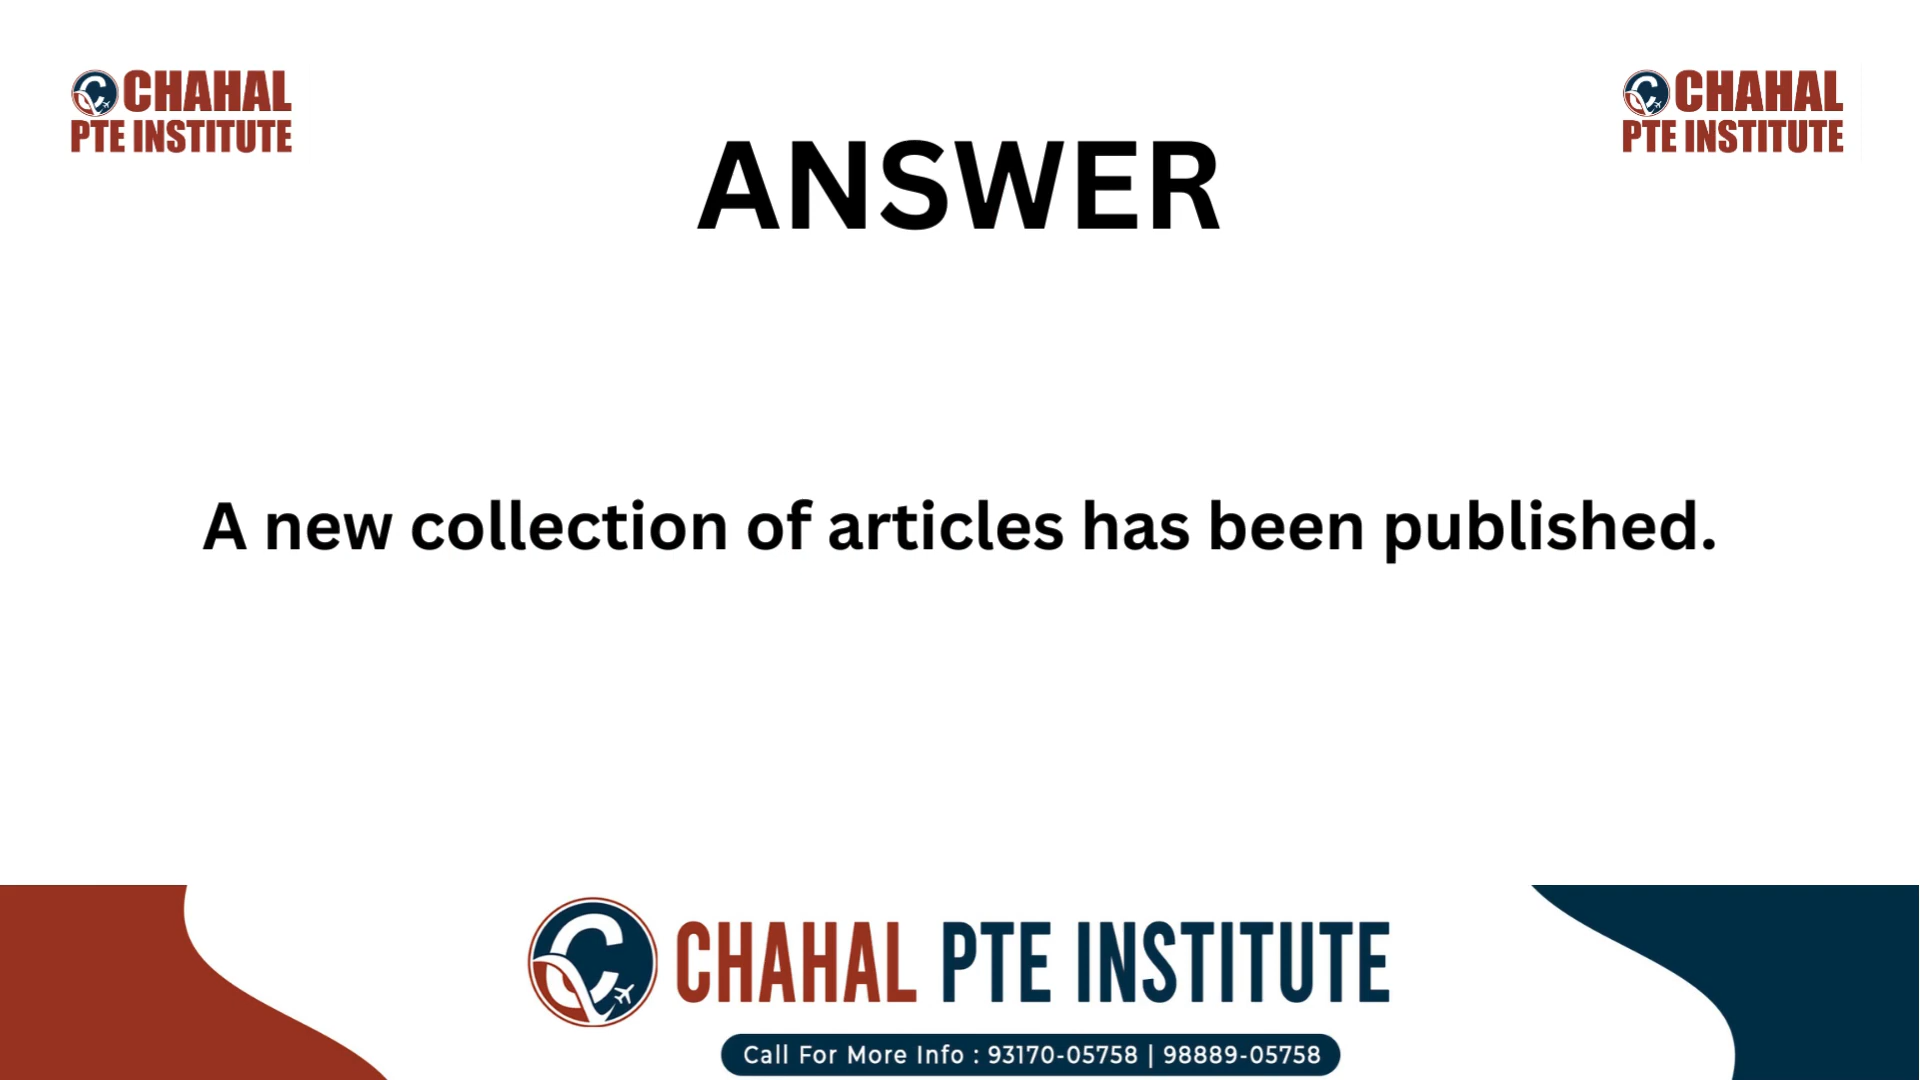 CHAHAL
PTE INSTITUTE
CHAHAL
PTE INSTITUTE
ANSWER
A new collection of articles has been published.
CHAHAL PTE INSTITUTE
Call For More Info : 93170-05758 | 98889-05758